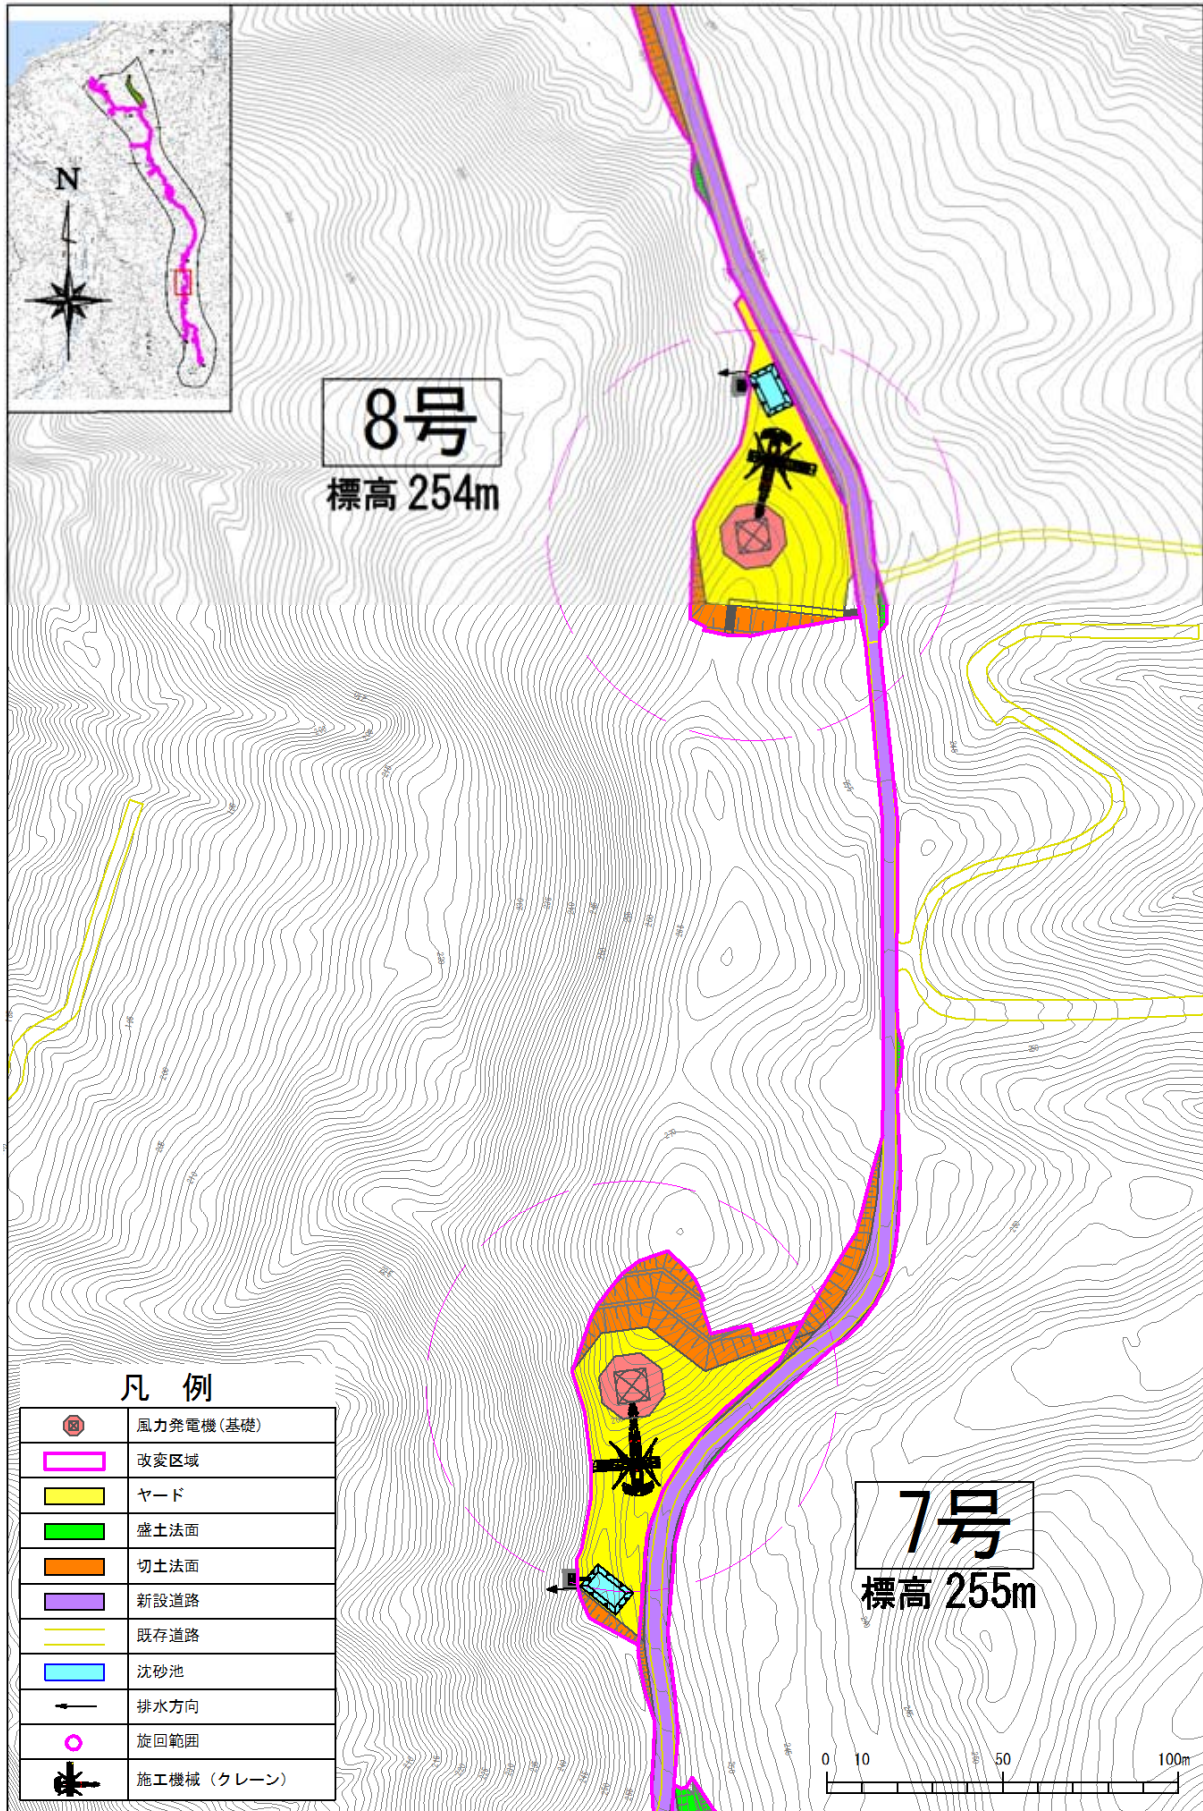 N
8号
標高 254m
7号
標高 255m
凡 例
風力発電機(基礎)
改変区域
ヤード
盛土法面
切土法面
新設道路
既存道路
沈砂池
排水方向
旋回範囲
施工機械（クレーン）
0 10 50 100m